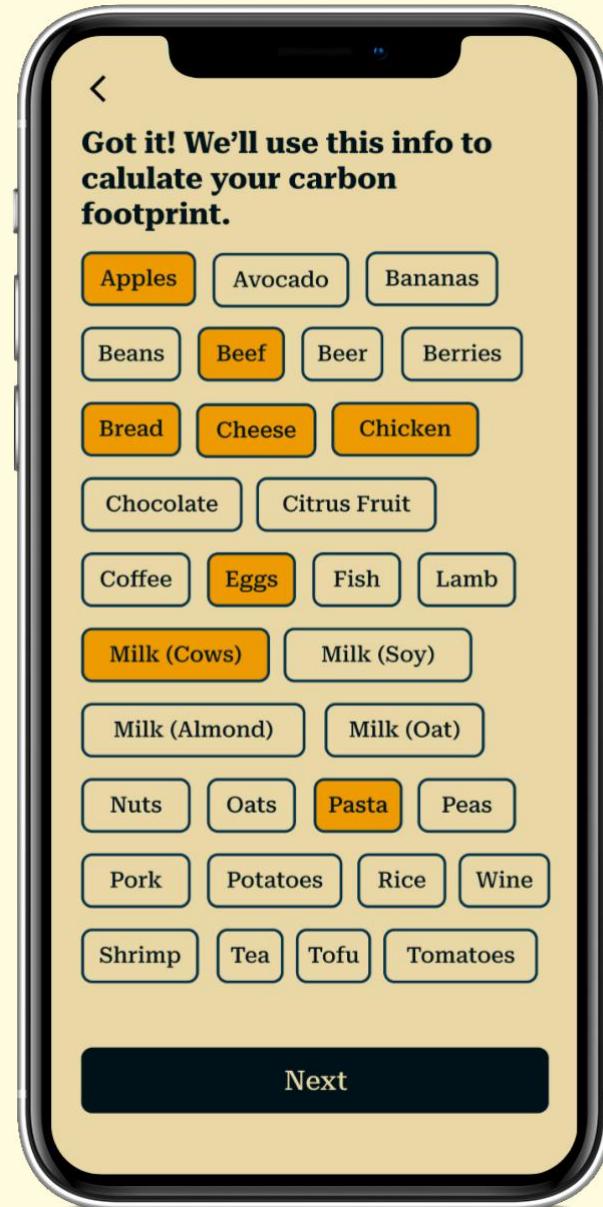 Got it! We’ll use this info to
calulate your carbon
footprint.
Apples Avocado Bananas
Beans Beef Beer Berries
Bread Cheese Chicken
Chocolate Citrus Fruit
Coffee Eggs Fish Lamb
Milk (Cows) Milk (Soy)
Milk (Almond) Milk (Oat)
Nuts Oats Pasta Peas
Pork Potatoes Rice Wine
Shrimp Tea Tofu Tomatoes
Next